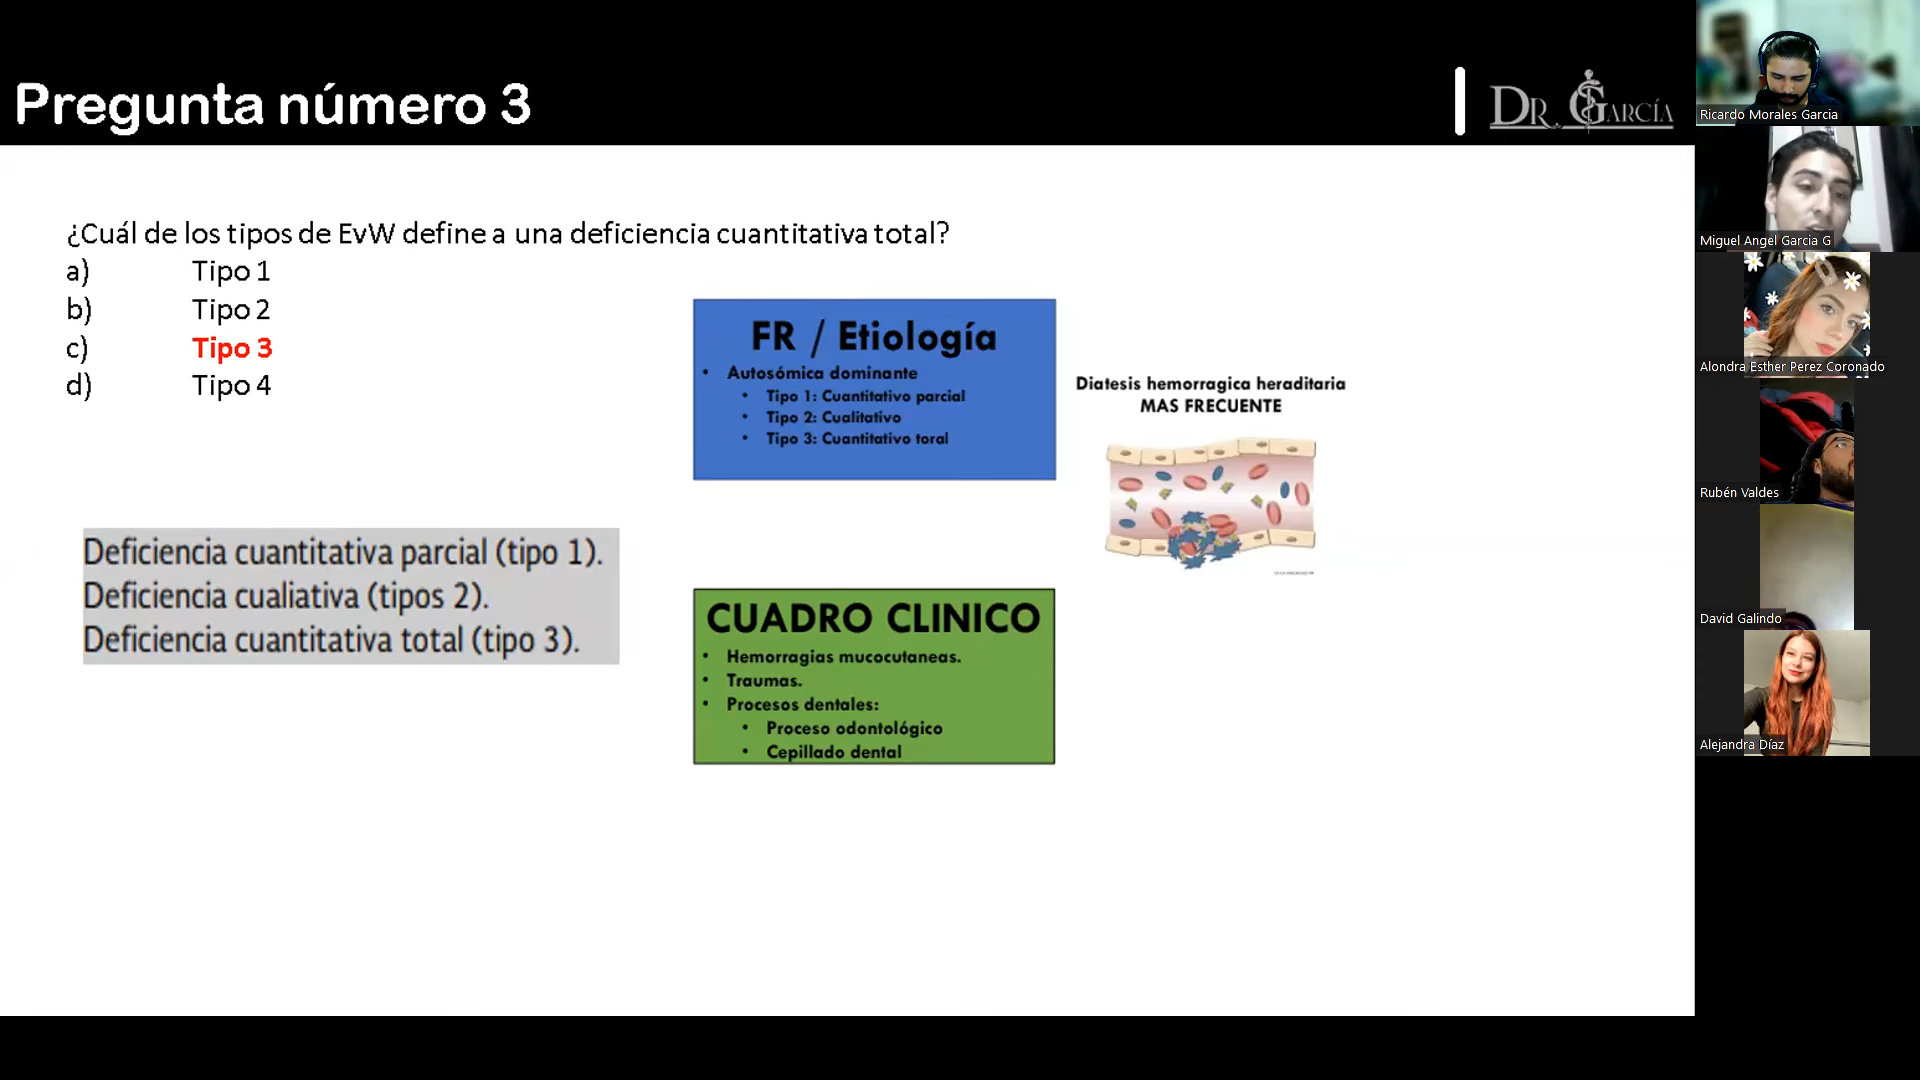 Pregunta número 3
DR. GARCÍA
¿Cuál de los tipos de EvW define a una deficiencia cuantitativa total?
a) Tipo 1
b) Tipo 2
c) Tipo 3
d) Tipo 4
FR / Etiología
• Autosómica dominante
• Tipo 1: Cuantitativo parcial
• Tipo 2: Cualitativo
• Tipo 3: Cuantitativo toral
Diatesis hemorragica heraditaria
MAS FRECUENTE
Deficiencia cuantitativa parcial (tipo 1).
Deficiencia cualiativa (tipos 2).
Deficiencia cuantitativa total (tipo 3).
CUADRO CLINICO
• Hemorragias mucocutaneas.
• Traumas.
• Procesos dentales:
• Proceso odontológico
• Cepillado dental
Ricardo Morales Garcia
Miguel Angel Garcia G
Alondra Esther Perez Coronado
Rubén Valdes
David Galindo
Alejandra Díaz